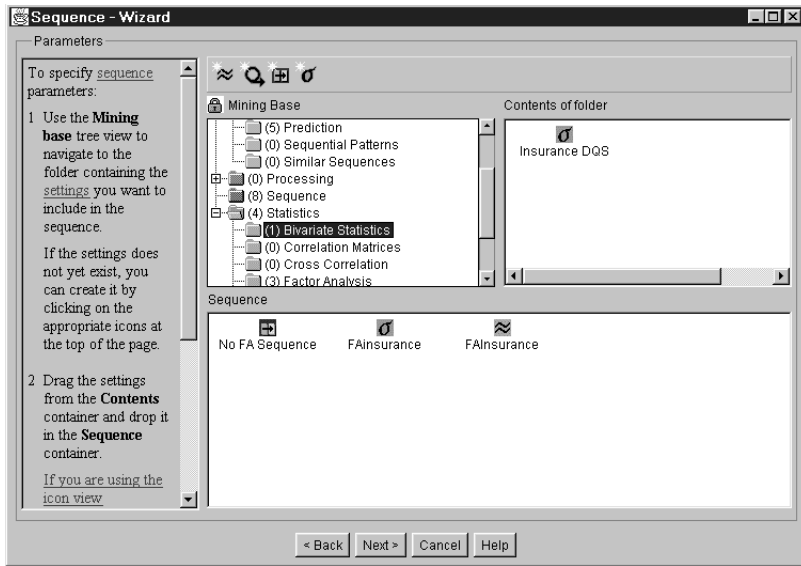 Sequence - Wizard
Parameters
To specify sequence
parameters:
1 Use the Mining
base tree view to
navigate to the
folder containing the
settings you want to
include in the
sequence.
If the settings does
not yet exist, you
can create it by
clicking on the
appropriate icons at
the top of the page.
2 Drag the settings
from the Contents
container and drop it
in the Sequence
container.
If you are using the
icon view
Mining Base
(5) Prediction
(0) Sequential Patterns
(0) Similar Sequences
(0) Processing
(8) Sequence
(4) Statistics
(1) Bivariate Statistics
(0) Correlation Matrices
(0) Cross Correlation
(3) Factor Analysis
Contents of folder
Insurance DQS
Sequence
No FA Sequence
FAinsurance
FAInsurance
< Back
Next >
Cancel
Help